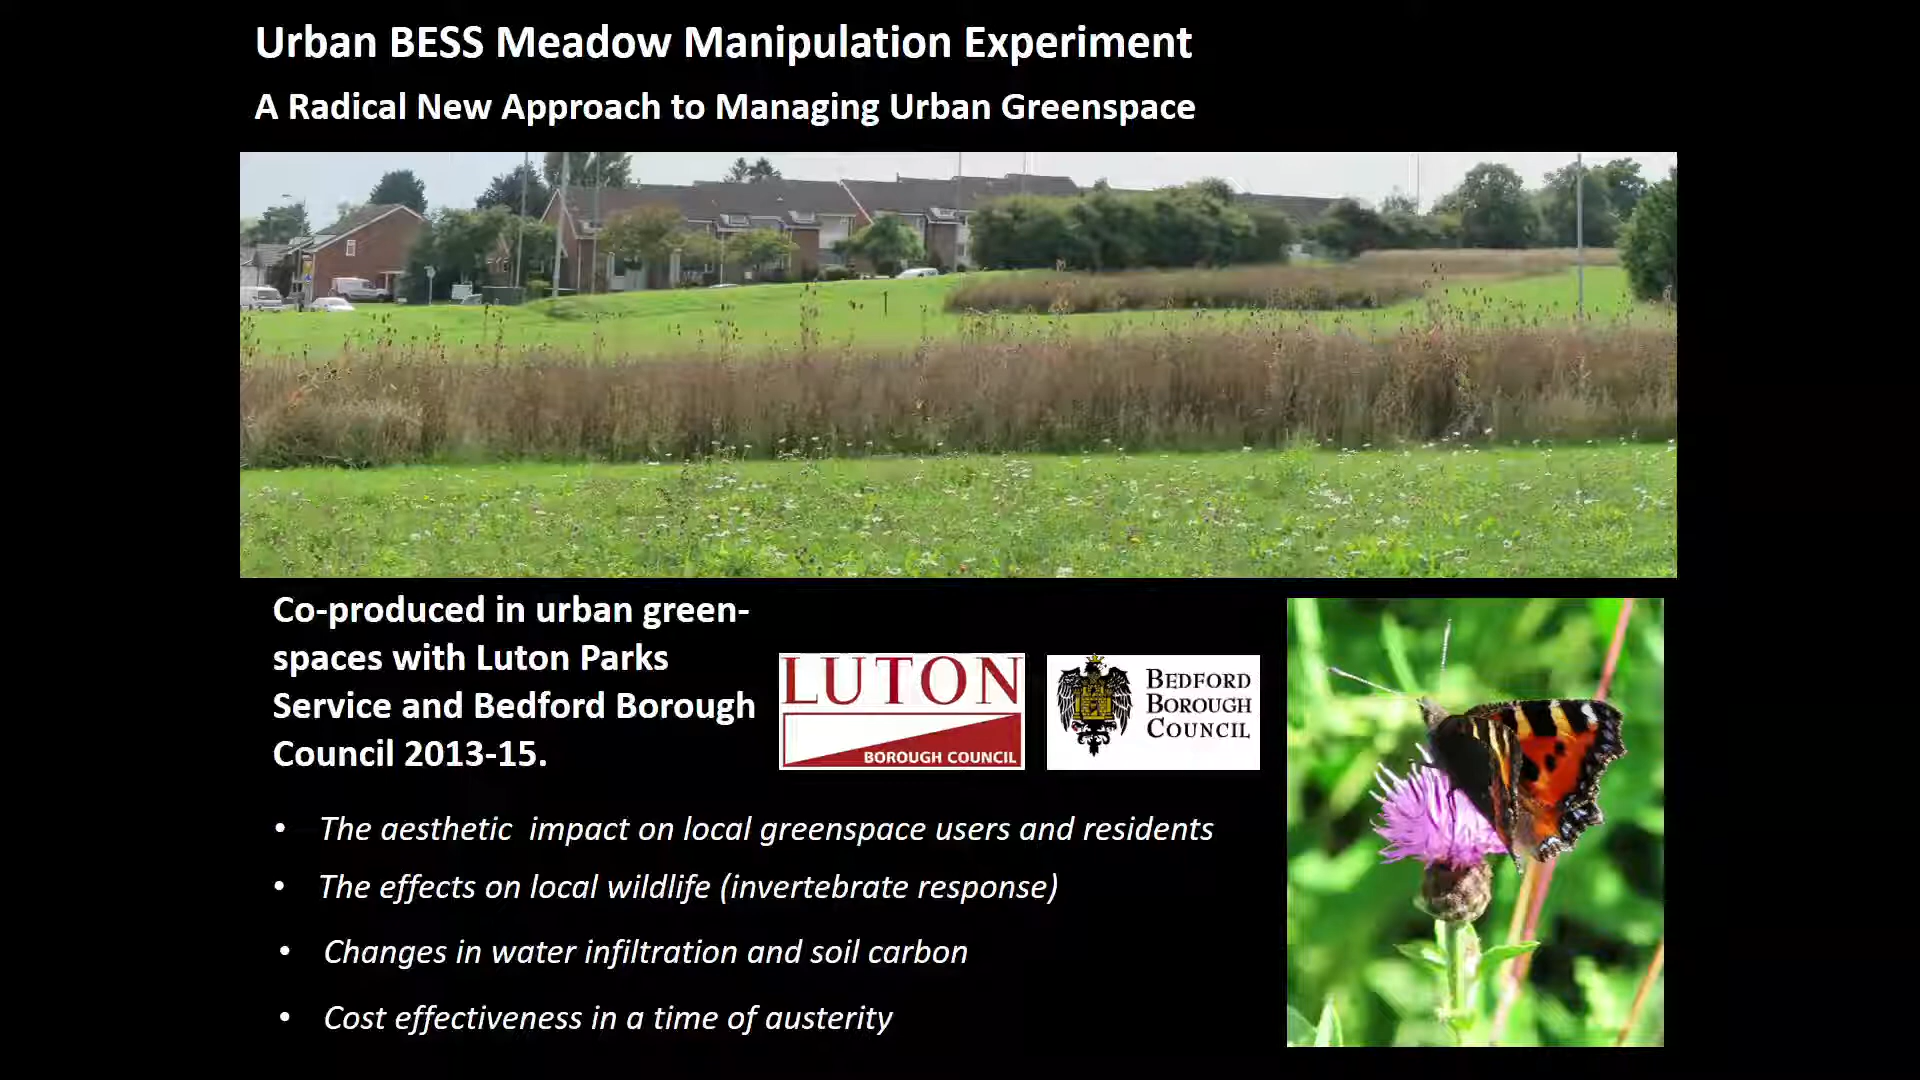 Urban BESS Meadow Manipulation Experiment
A Radical New Approach to Managing Urban Greenspace
Co-produced in urban green-
spaces with Luton Parks
Service and Bedford Borough
Council 2013-15.
LUTON
BOROUGH COUNCIL
BEDFORD
BOROUGH
COUNCIL
• The aesthetic  impact on local greenspace users and residents
• The effects on local wildlife (invertebrate response)
• Changes in water infiltration and soil carbon
• Cost effectiveness in a time of austerity